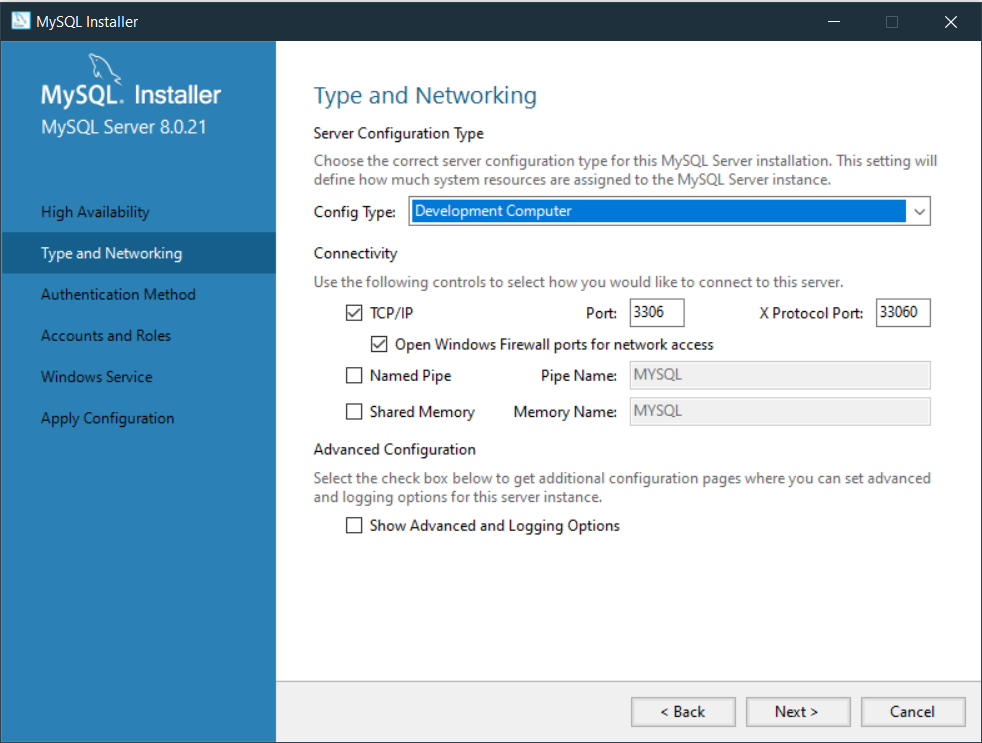 MySQL Installer
MySQL. Installer
MySQL Server 8.0.21
High Availability
Type and Networking
Authentication Method
Accounts and Roles
Windows Service
Apply Configuration
Type and Networking
Server Configuration Type
Choose the correct server configuration type for this MySQL Server installation. This setting will
define how much system resources are assigned to the MySQL Server instance.
Config Type: Development Computer
Connectivity
Use the following controls to select how you would like to connect to this server.
TCP/IP Port: 3306 X Protocol Port: 33060
Open Windows Firewall ports for network access
Named Pipe Pipe Name: MYSQL
Shared Memory Memory Name: MYSQL
Advanced Configuration
Select the check box below to get additional configuration pages where you can set advanced
and logging options for this server instance.
Show Advanced and Logging Options
< Back Next > Cancel